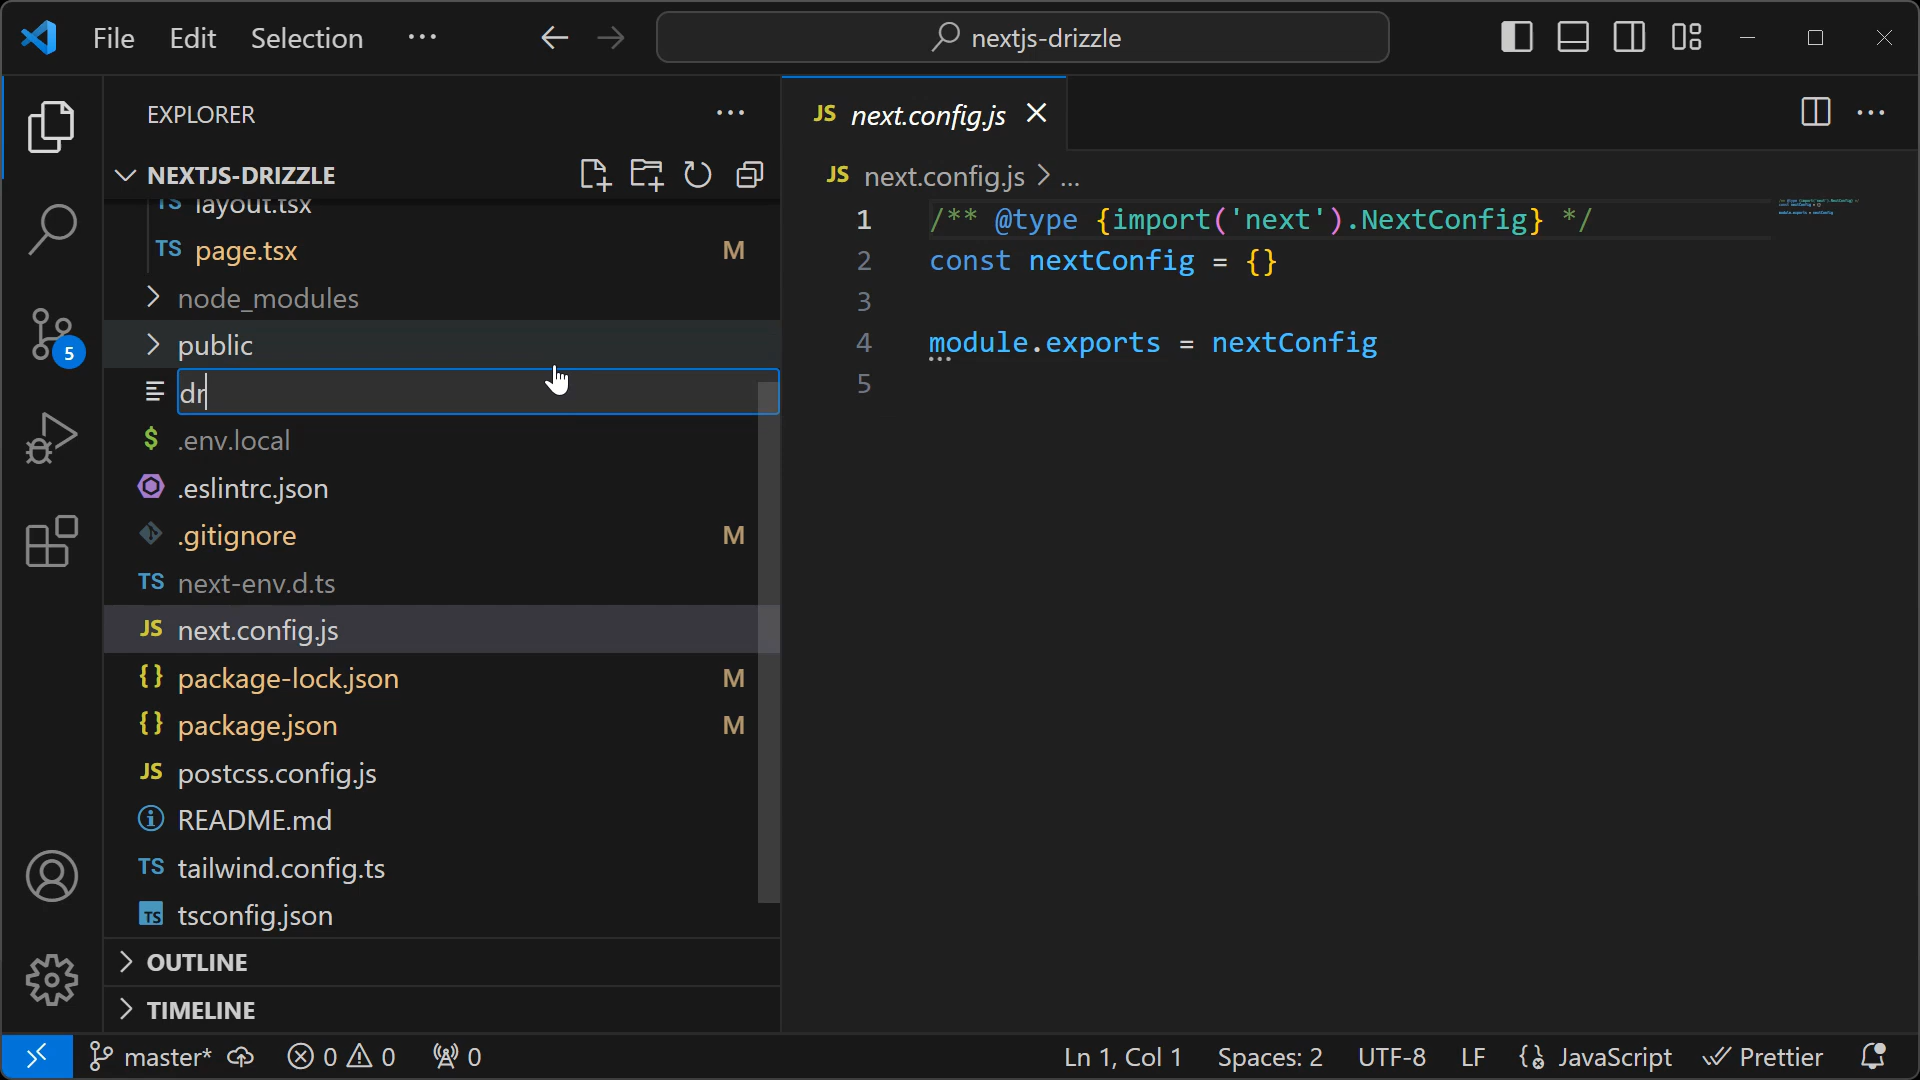 File Edit Selection ··· nextjs-drizzle
EXPLORER ···
NEXTJS-DRIZZLE
TS layout.tsx
TS page.tsx M
node_modules
public
dr
$ .env.local
.eslintrc.json
.gitignore M
TS next-env.d.ts
JS next.config.js
{} package-lock.json M
{} package.json M
JS postcss.config.js
README.md
TS tailwind.config.ts
TS tsconfig.json
OUTLINE
TIMELINE
5
JS next.config.js
JS next.config.js > ...
1 /** @type {import('next').NextConfig} */
2 const nextConfig = {}
3
4 module.exports = nextConfig
5
master* 0 0 0 Ln 1, Col 1 Spaces: 2 UTF-8 LF {} JavaScript Prettier